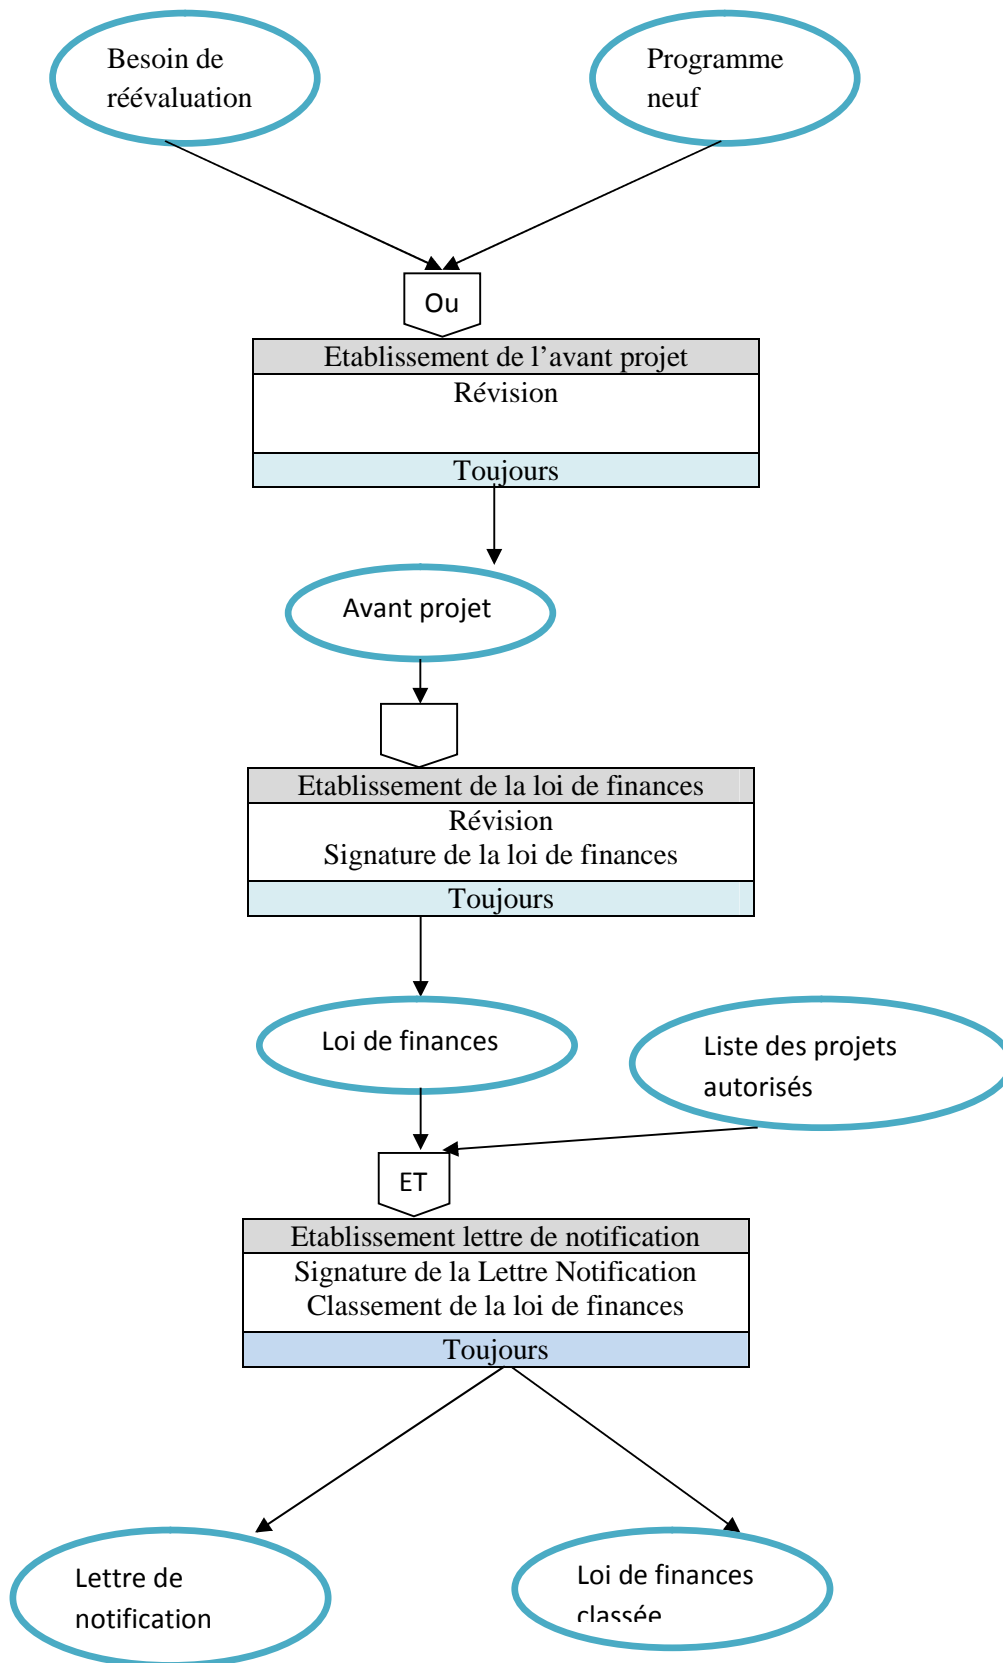 Besoin de
réévaluation
Programme
neuf
Ou
Etablissement de l’avant projet
Révision
Toujours
Avant projet
Etablissement de la loi de finances
Révision
Signature de la loi de finances
Toujours
Loi de finances
Liste des projets
autorisés
ET
Etablissement lettre de notification
Signature de la Lettre Notification
Classement de la loi de finances
Toujours
Lettre de
notification
Loi de finances
classée